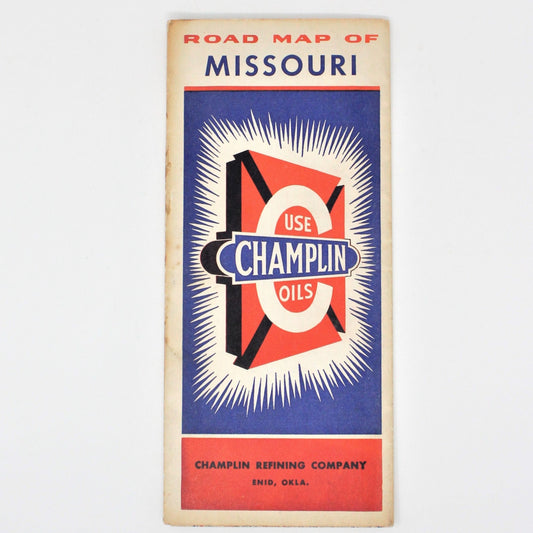 ROAD MAP OF
MISSOURI
USE
CHAMPLIN
OILS
CHAMPLIN REFINING COMPANY
ENID, OKLA.